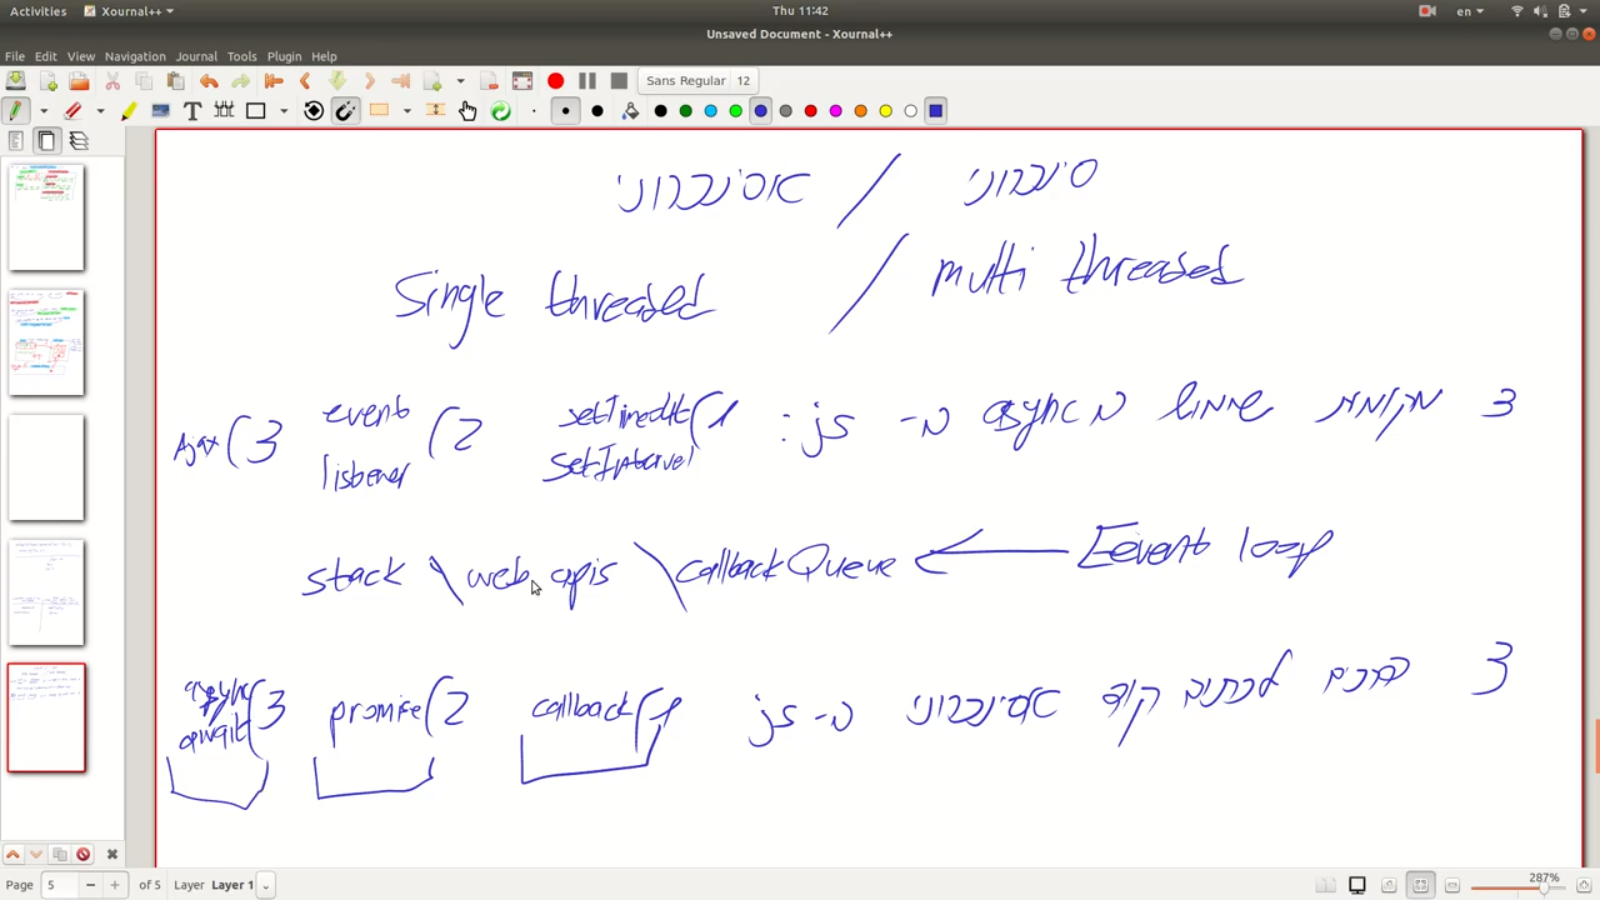 Activities Xournal++ Thu 11:42 en
Unsaved Document - Xournal++
File Edit View Navigation Journal Tools Plugin Help
Sans Regular 12
סינכרוני / אסינכרוני
Single threaded / multi threaded
3 מקומות async ב- js: 1) setTimeout setInterval 2) event listener 3) Ajax
stack \ web apis \ callbackQueue ← Eevent loop
3 דרכים לכתוב קוד אסינכרוני ב- js 1) callback 2) promise 3) async await
Page 5 of 5 Layer Layer 1 287%